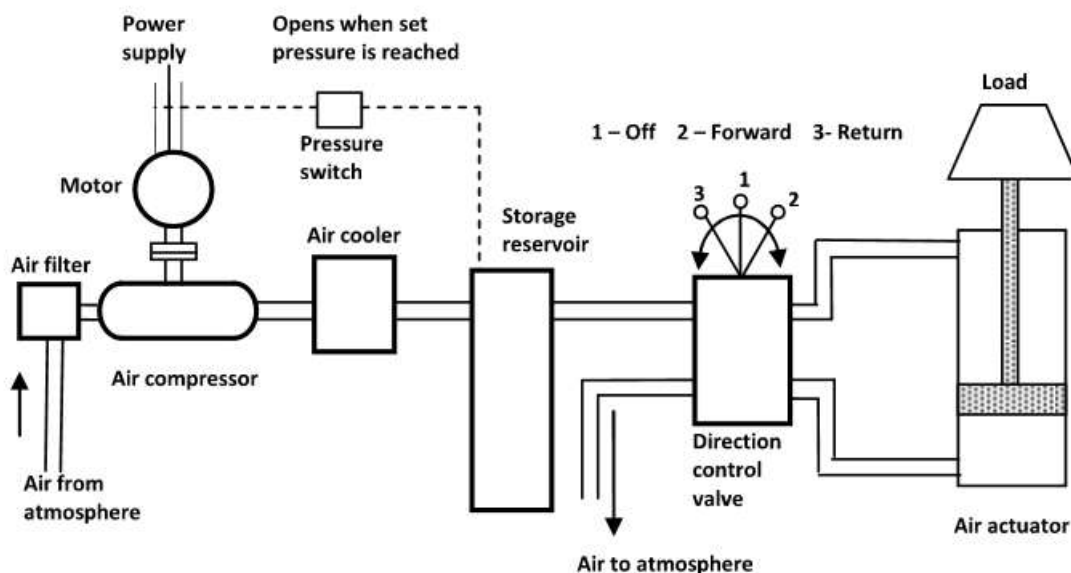 Power
supply
Opens when set
pressure is reached
Load
1 – Off 2 – Forward 3- Return
Pressure
switch
Motor
3
1
2
Storage
reservoir
Air cooler
Air filter
Air compressor
Direction
control
valve
Air from
atmosphere
Air actuator
Air to atmosphere